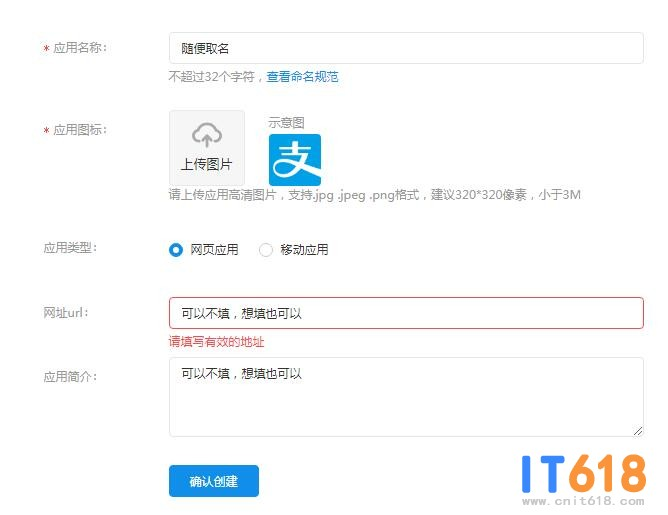 * 应用名称：
随便取名
不超过32个字符，查看命名规范
* 应用图标：
上传图片
示意图
支
请上传应用高清图片，支持.jpg .jpeg .png格式，建议320*320像素，小于3M
应用类型：
网页应用
移动应用
网址url：
可以不填，想填也可以
请填写有效的地址
应用简介：
可以不填，想填也可以
确认创建
IT618
www.cnit618.com